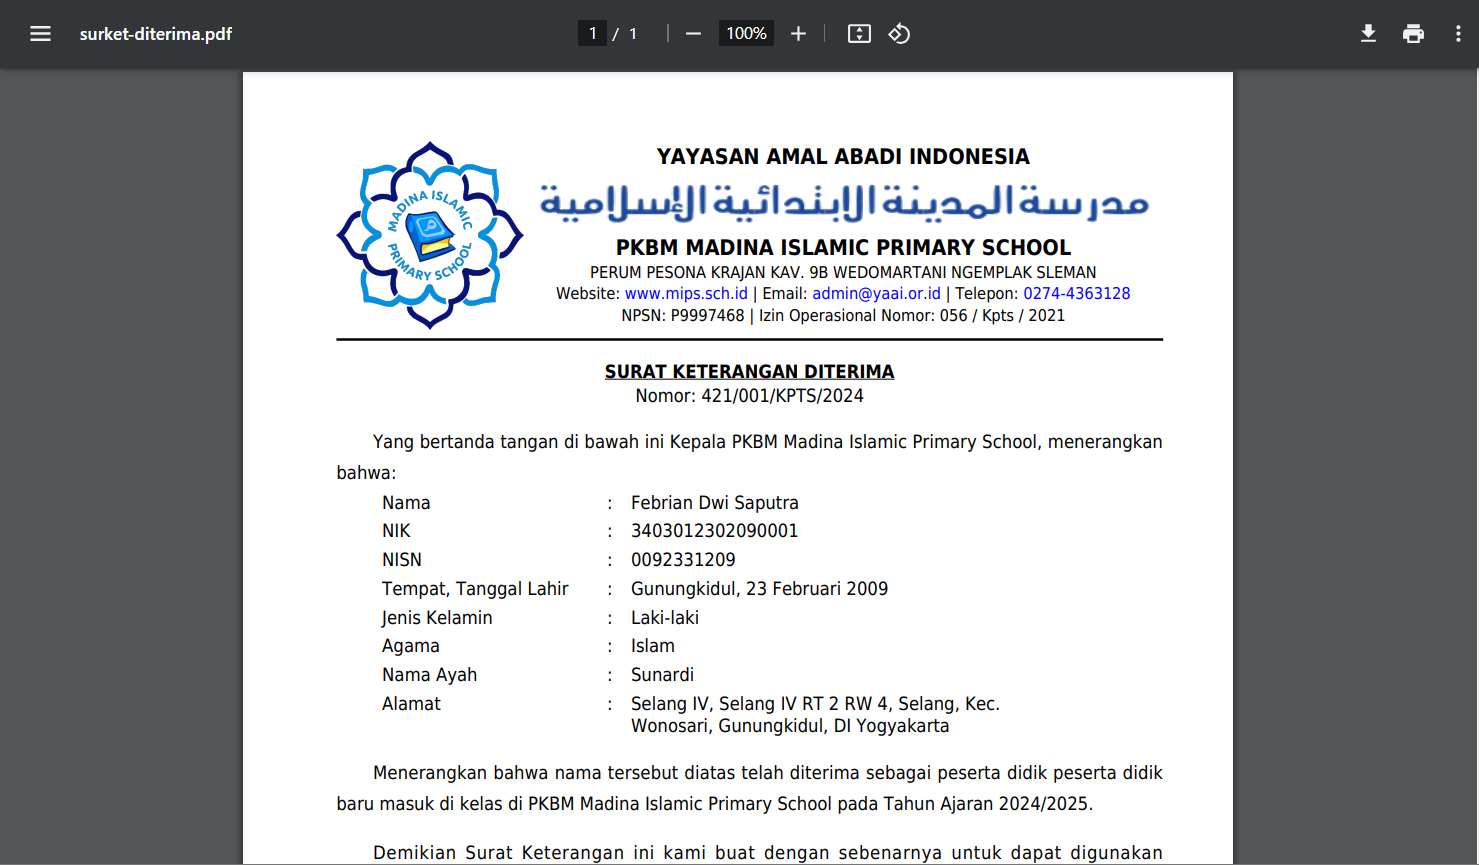 surket-diterima.pdf
1 / 1
100%
MADINA ISLAMIC
PRIMARY SCHOOL
YAYASAN AMAL ABADI INDONESIA
مدرسة المدينة الابتدائية الإسلامية
PKBM MADINA ISLAMIC PRIMARY SCHOOL
PERUM PESONA KRAJAN KAV. 9B WEDOMARTANI NGEMPLAK SLEMAN
Website: www.mips.sch.id | Email: admin@yaai.or.id | Telepon: 0274-4363128
NPSN: P9997468 | Izin Operasional Nomor: 056 / Kpts / 2021
SURAT KETERANGAN DITERIMA
Nomor: 421/001/KPTS/2024
Yang bertanda tangan di bawah ini Kepala PKBM Madina Islamic Primary School, menerangkan
bahwa:
Nama : Febrian Dwi Saputra
NIK : 3403012302090001
NISN : 0092331209
Tempat, Tanggal Lahir : Gunungkidul, 23 Februari 2009
Jenis Kelamin : Laki-laki
Agama : Islam
Nama Ayah : Sunardi
Alamat : Selang IV, Selang IV RT 2 RW 4, Selang, Kec.
Wonosari, Gunungkidul, DI Yogyakarta
Menerangkan bahwa nama tersebut diatas telah diterima sebagai peserta didik peserta didik
baru masuk di kelas di PKBM Madina Islamic Primary School pada Tahun Ajaran 2024/2025.
Demikian Surat Keterangan ini kami buat dengan sebenarnya untuk dapat digunakan